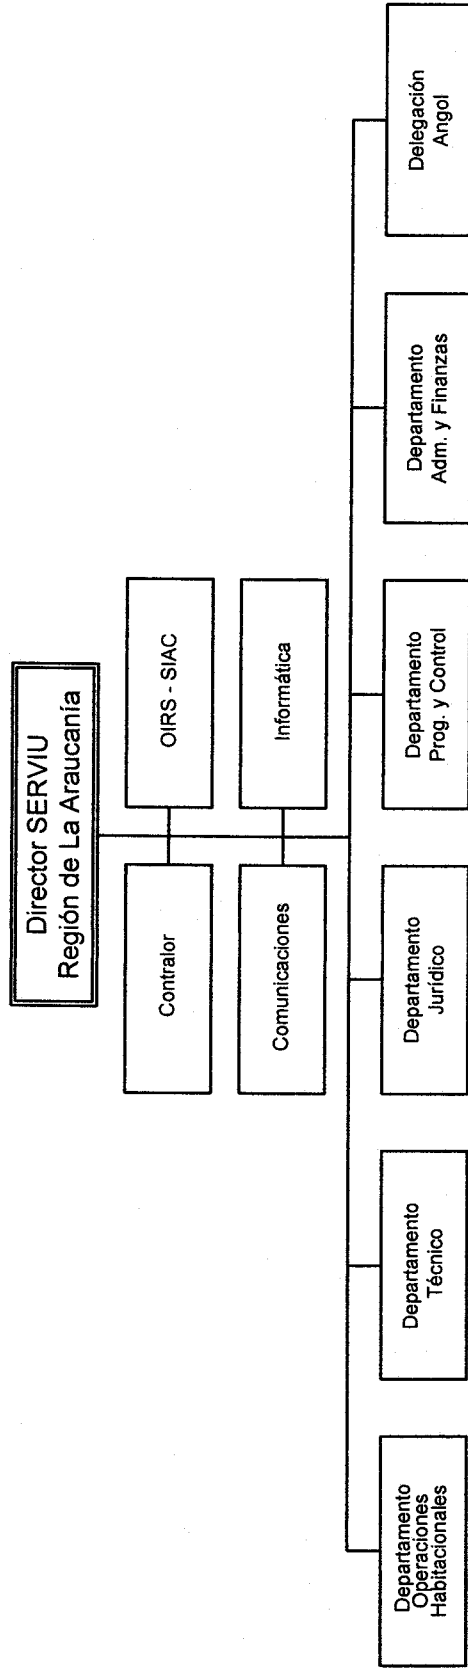 Director SERVIU
Región de La Araucanía
Contralor
OIRS - SIAC
Comunicaciones
Informática
Departamento
Operaciones
Habitacionales
Departamento
Técnico
Departamento
Jurídico
Departamento
Prog. y Control
Departamento
Adm. y Finanzas
Delegación
Angol